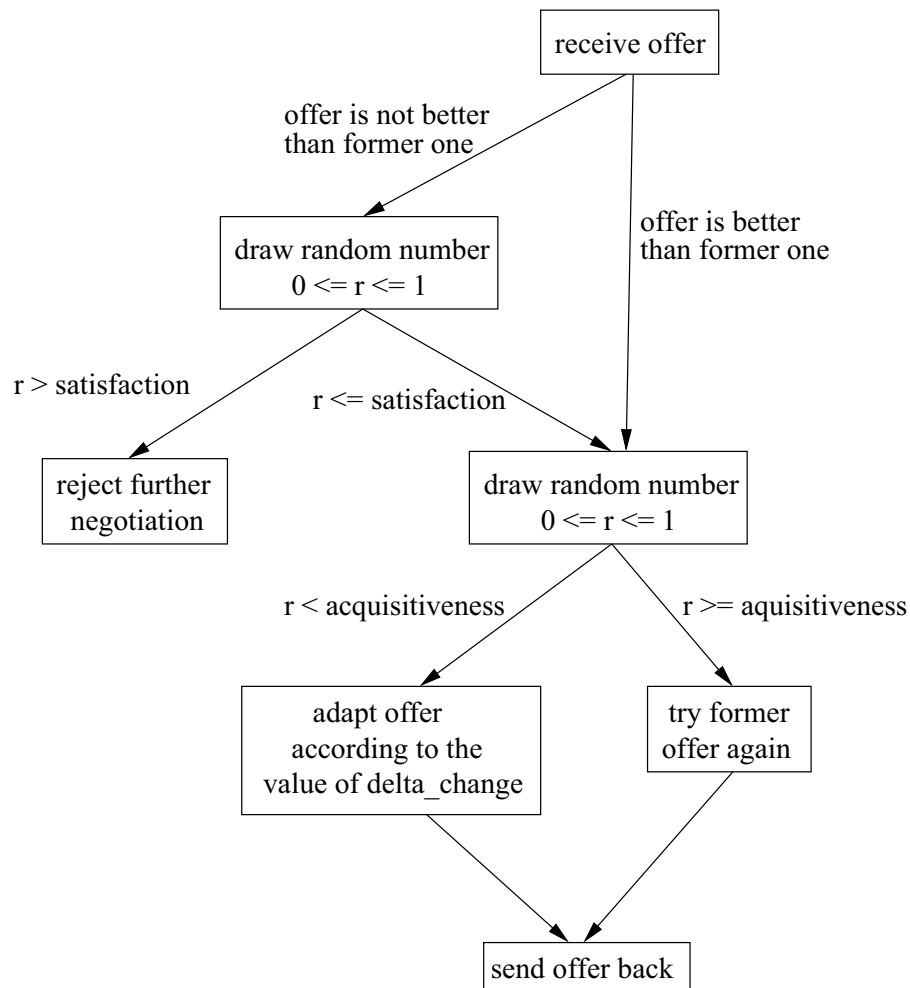 receive offer
offer is not better
than former one
offer is better
than former one
draw random number
0 <= r <= 1
r > satisfaction
r <= satisfaction
reject further
negotiation
draw random number
0 <= r <= 1
r < acquisitiveness
r >= aquisitiveness
adapt offer
according to the
value of delta_change
try former
offer again
send offer back